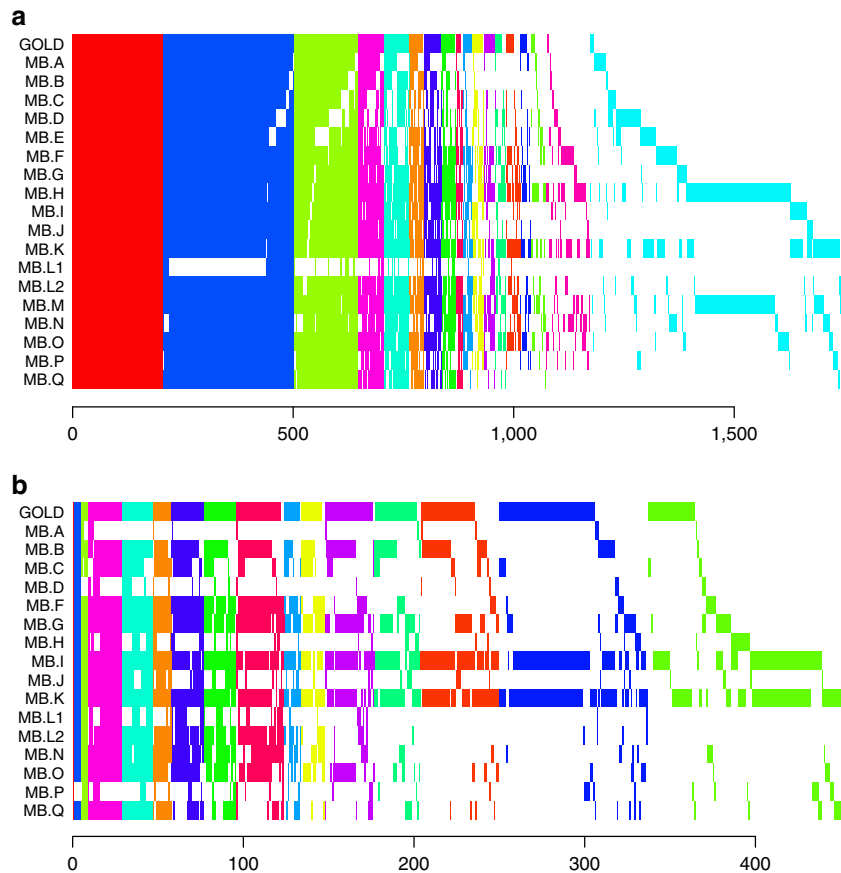 a
GOLD
MB.A
MB.B
MB.C
MB.D
MB.E
MB.F
MB.G
MB.H
MB.I
MB.J
MB.K
MB.L1
MB.L2
MB.M
MB.N
MB.O
MB.P
MB.Q
0 500 1,000 1,500
b
GOLD
MB.A
MB.B
MB.C
MB.D
MB.F
MB.G
MB.H
MB.I
MB.J
MB.K
MB.L1
MB.L2
MB.N
MB.O
MB.P
MB.Q
0 100 200 300 400